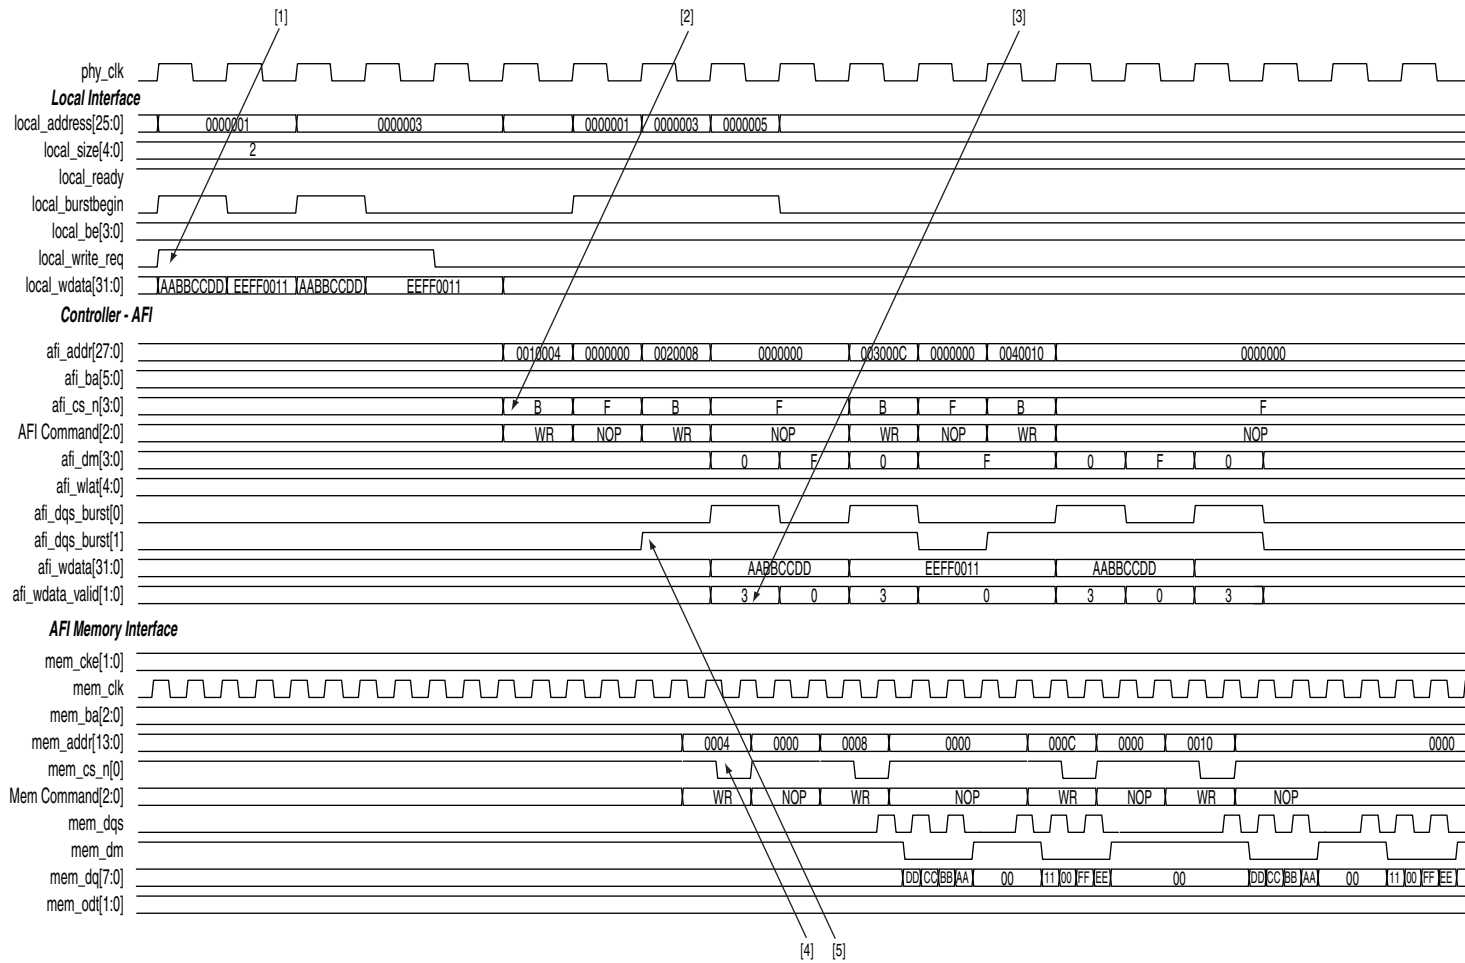 [1] [2] [3]
phy_clk
Local Interface
local_address[25:0] 0000001 0000003 0000001 0000003 0000005
local_size[4:0] 2
local_ready
local_burstbegin
local_be[3:0]
local_write_req
local_wdata[31:0] AABBCCDD EEFF0011 AABBCCDD EEFF0011
Controller - AFI
afi_addr[27:0] 0010004 0000000 0020008 0000000 003000C 0000000 0040010 0000000
afi_ba[5:0]
afi_cs_n[3:0] B F B F B F B F
AFI Command[2:0] WR NOP WR NOP WR NOP WR NOP
afi_dm[3:0] 0 F 0 F 0 F 0
afi_wlat[4:0]
afi_dqs_burst[0]
afi_dqs_burst[1]
afi_wdata[31:0] AABBCCDD EEFF0011 AABBCCDD
afi_wdata_valid[1:0] 3 0 3 0 3 0 3
AFI Memory Interface
mem_cke[1:0]
mem_clk
mem_ba[2:0]
mem_addr[13:0] 0004 0000 0008 0000 000C 0000 0010 0000
mem_cs_n[0]
Mem Command[2:0] WR NOP WR NOP WR NOP WR NOP
mem_dqs
mem_dm
mem_dq[7:0] DD CC BB AA 00 11 00 FF EE 00 DD CC BB AA 00 11 00 FF EE
mem_odt[1:0]
[4] [5]